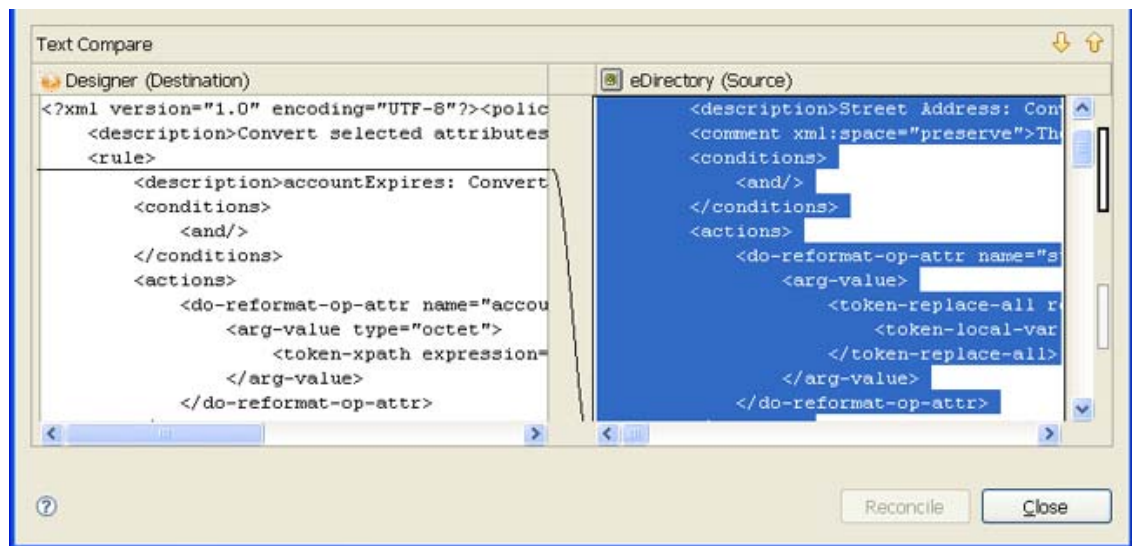 Text Compare
Designer (Destination)
<?xml version="1.0" encoding="UTF-8"?><polic
<description>Convert selected attributes
<rule>
<description>accountExpires: Convert
<conditions>
<and/>
</conditions>
<actions>
<do-reformat-op-attr name="accou
<arg-value type="octet">
<token-xpath expression=
</arg-value>
</do-reformat-op-attr>
eDirectory (Source)
<description>Street Address: Con
<comment xml:space="preserve">Th
<conditions>
<and/>
</conditions>
<actions>
<do-reformat-op-attr name="s
<arg-value>
<token-replace-all r
<token-local-var
</token-replace-all>
</arg-value>
</do-reformat-op-attr>
Reconcile
Close